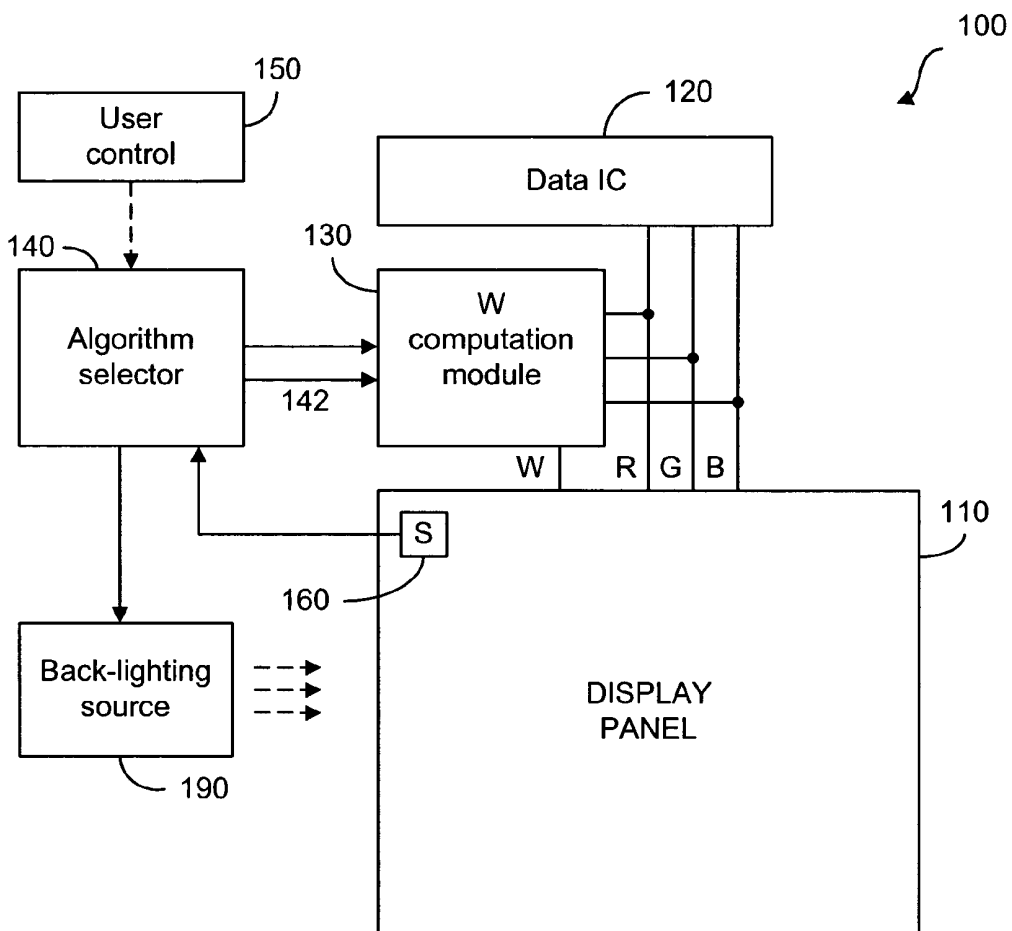 100
150
User
control
120
Data IC
140
Algorithm
selector
130
W
computation
module
142
W R G B
S
160
110
Back-lighting
source
190
DISPLAY
PANEL